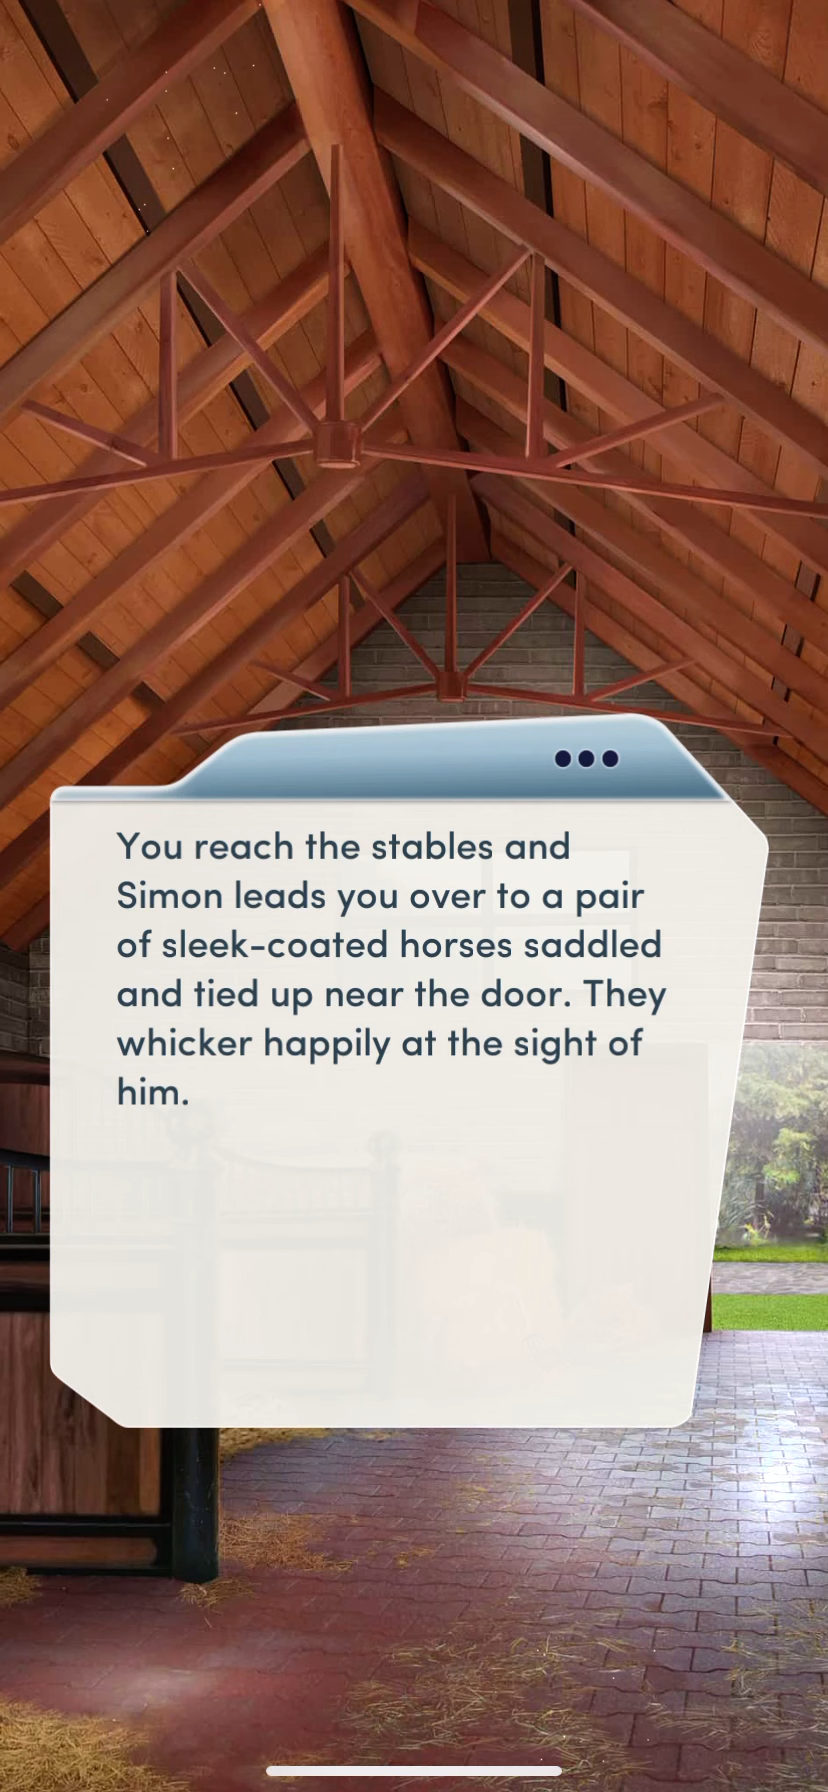 You reach the stables and
Simon leads you over to a pair
of sleek-coated horses saddled
and tied up near the door. They
whicker happily at the sight of
him.